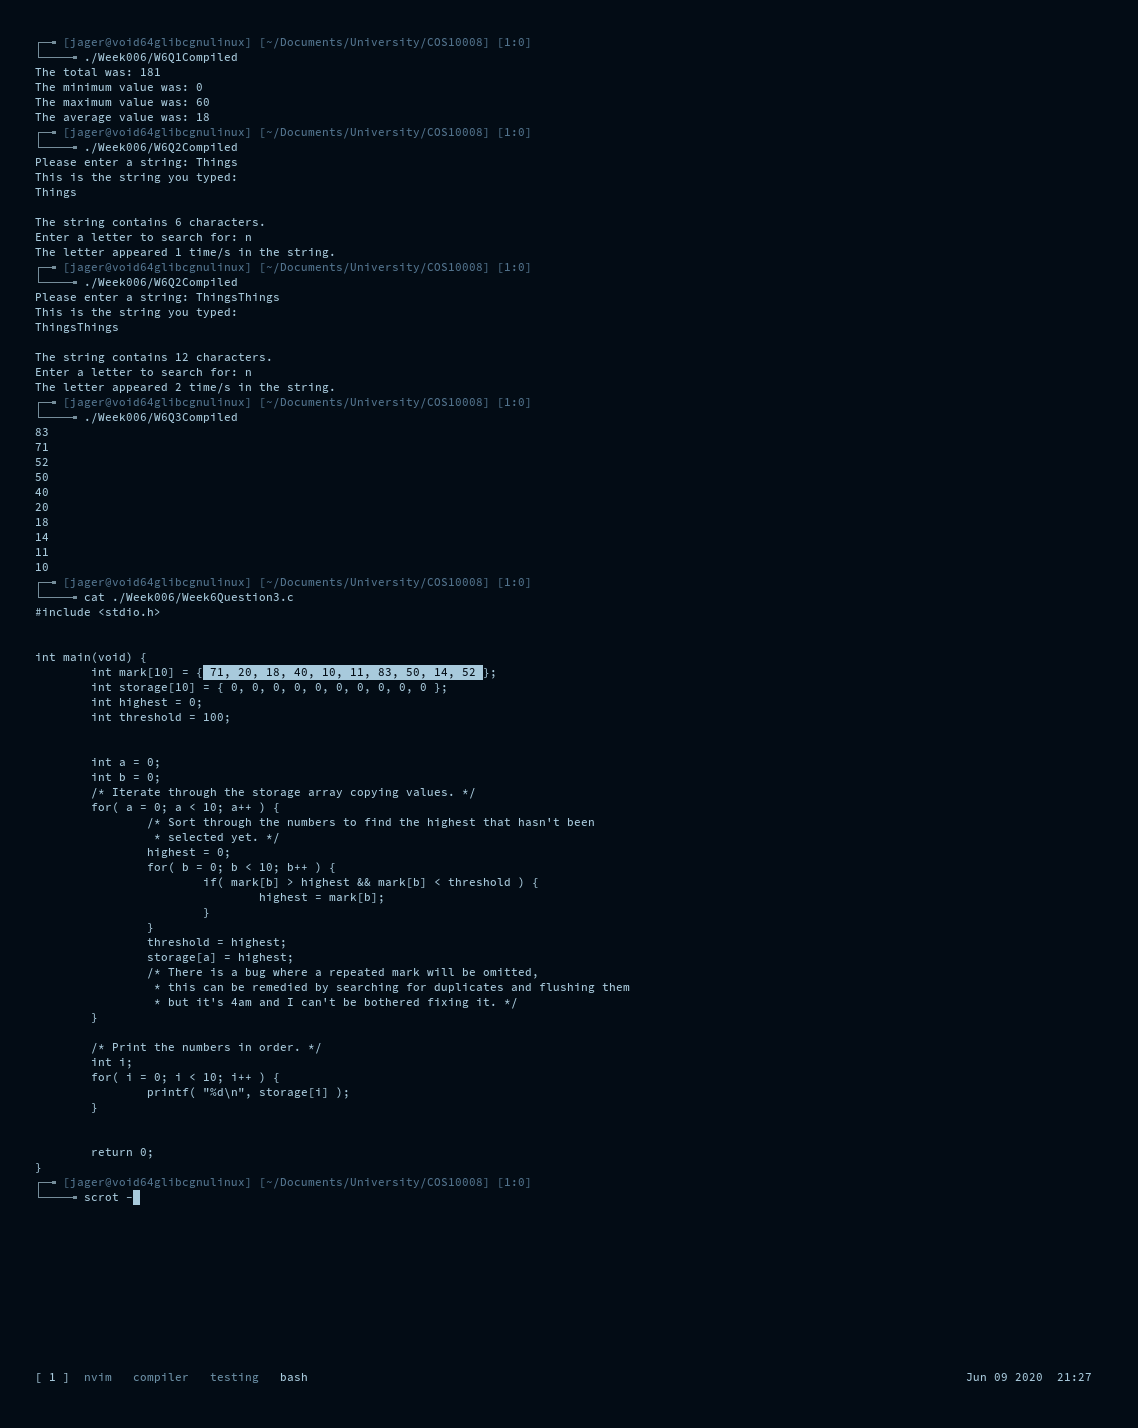 ┌─╼ [jager@void64glibcgnulinux] [~/Documents/University/COS10008] [1:0]
└────╼ ./Week006/W6Q1Compiled
The total was: 181
The minimum value was: 0
The maximum value was: 60
The average value was: 18
┌─╼ [jager@void64glibcgnulinux] [~/Documents/University/COS10008] [1:0]
└────╼ ./Week006/W6Q2Compiled
Please enter a string: Things
This is the string you typed:
Things

The string contains 6 characters.
Enter a letter to search for: n
The letter appeared 1 time/s in the string.
┌─╼ [jager@void64glibcgnulinux] [~/Documents/University/COS10008] [1:0]
└────╼ ./Week006/W6Q2Compiled
Please enter a string: ThingsThings
This is the string you typed:
ThingsThings

The string contains 12 characters.
Enter a letter to search for: n
The letter appeared 2 time/s in the string.
┌─╼ [jager@void64glibcgnulinux] [~/Documents/University/COS10008] [1:0]
└────╼ ./Week006/W6Q3Compiled
83
71
52
50
40
20
18
14
11
10
┌─╼ [jager@void64glibcgnulinux] [~/Documents/University/COS10008] [1:0]
└────╼ cat ./Week006/Week6Question3.c
#include <stdio.h>


int main(void) {
        int mark[10] = { 71, 20, 18, 40, 10, 11, 83, 50, 14, 52 };
        int storage[10] = { 0, 0, 0, 0, 0, 0, 0, 0, 0, 0 };
        int highest = 0;
        int threshold = 100;


        int a = 0;
        int b = 0;
        /* Iterate through the storage array copying values. */
        for( a = 0; a < 10; a++ ) {
                /* Sort through the numbers to find the highest that hasn't been
                 * selected yet. */
                highest = 0;
                for( b = 0; b < 10; b++ ) {
                        if( mark[b] > highest && mark[b] < threshold ) {
                                highest = mark[b];
                        }
                }
                threshold = highest;
                storage[a] = highest;
                /* There is a bug where a repeated mark will be omitted,
                 * this can be remedied by searching for duplicates and flushing them
                 * but it's 4am and I can't be bothered fixing it. */
        }

        /* Print the numbers in order. */
        int i;
        for( i = 0; i < 10; i++ ) {
                printf( "%d\n", storage[i] );
        }


        return 0;
}
┌─╼ [jager@void64glibcgnulinux] [~/Documents/University/COS10008] [1:0]
└────╼ scrot -
[ 1 ]  nvim   compiler   testing   bash   Jun 09 2020  21:27